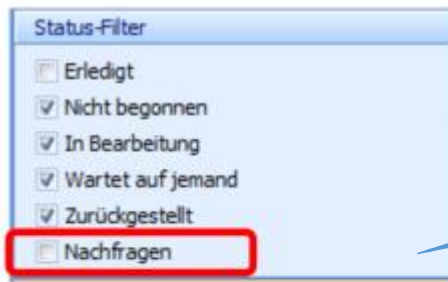 Status-Filter
Erledigt
Nicht begonnen
In Bearbeitung
Wartet auf jemand
Zurückgestellt
Nachfragen